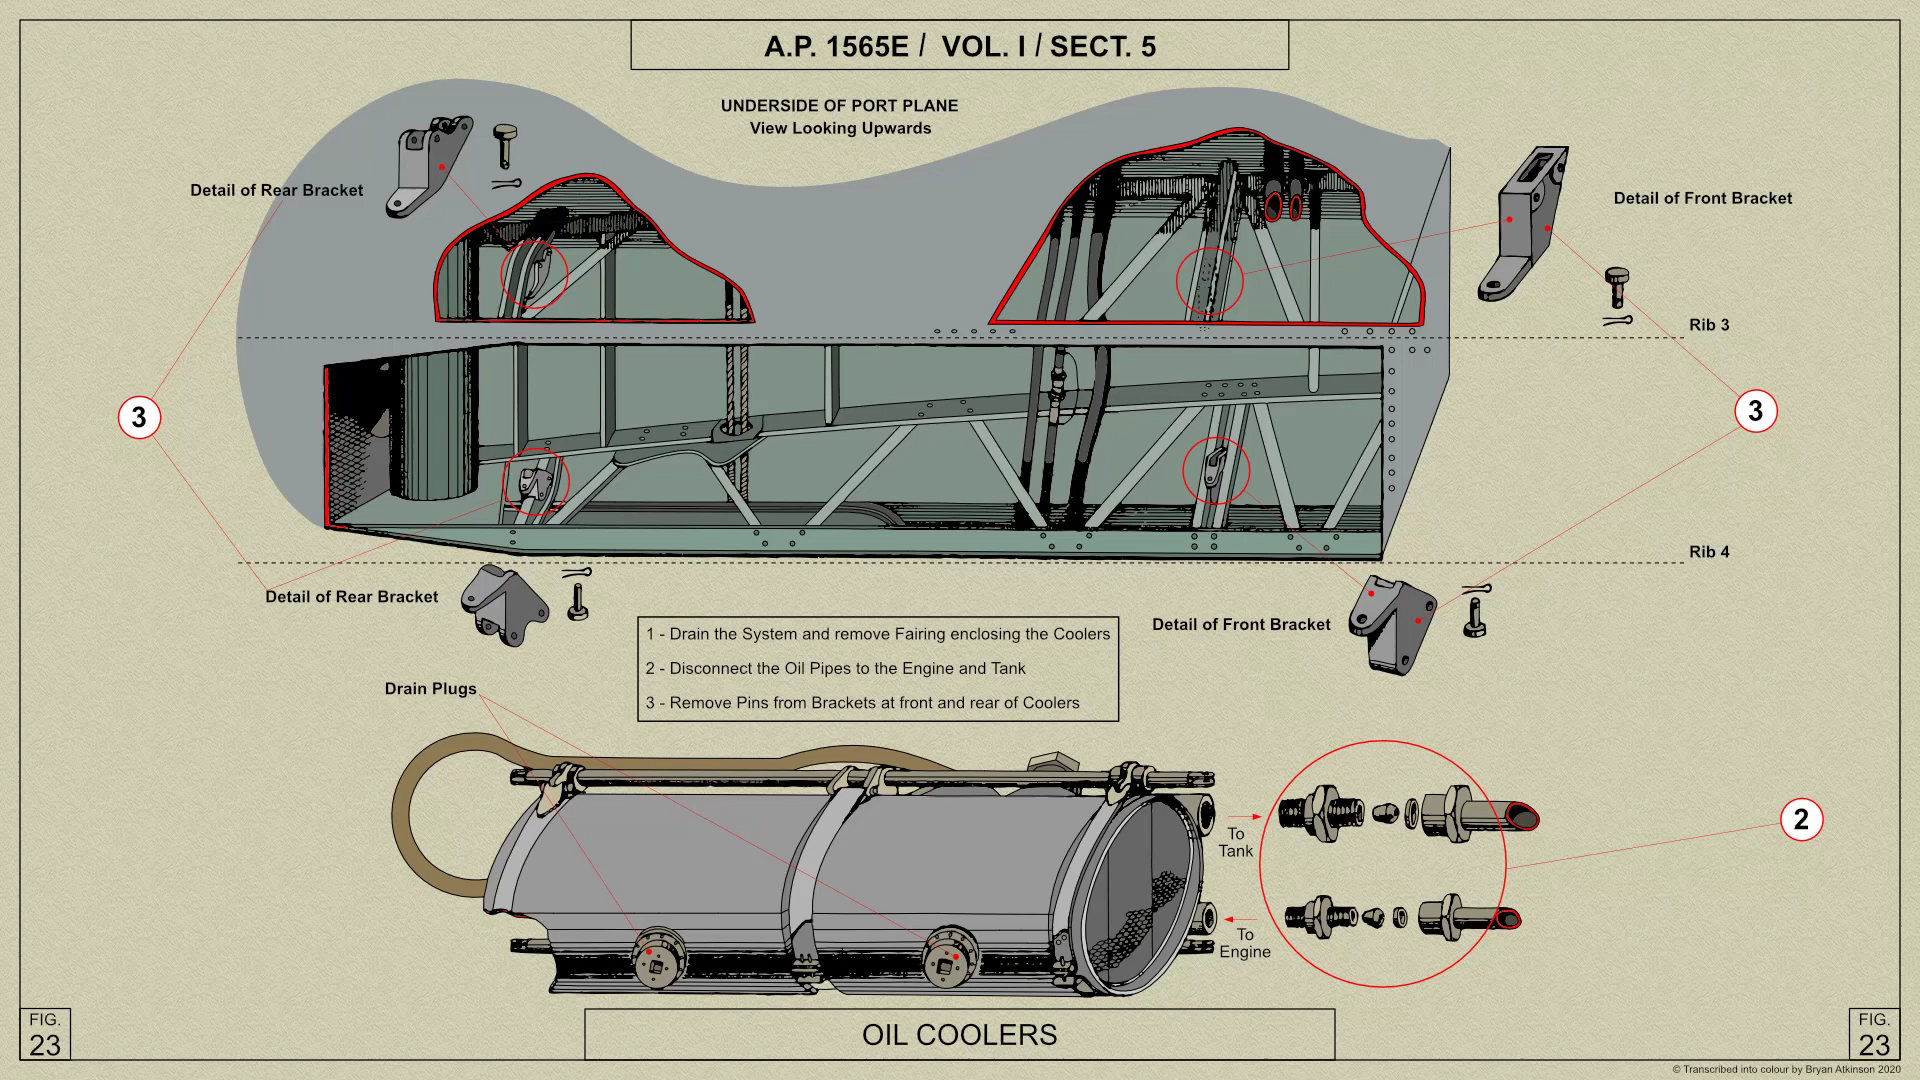 A.P. 1565E / VOL. I / SECT. 5
UNDERSIDE OF PORT PLANE
View Looking Upwards
Detail of Rear Bracket
Detail of Front Bracket
Rib 3
3
3
Rib 4
Detail of Rear Bracket
Detail of Front Bracket
1 - Drain the System and remove Fairing enclosing the Coolers
2 - Disconnect the Oil Pipes to the Engine and Tank
3 - Remove Pins from Brackets at front and rear of Coolers
Drain Plugs
To
Tank
2
To
Engine
FIG.
23
OIL COOLERS
FIG.
23
© Transcribed into colour by Bryan Atkinson 2020